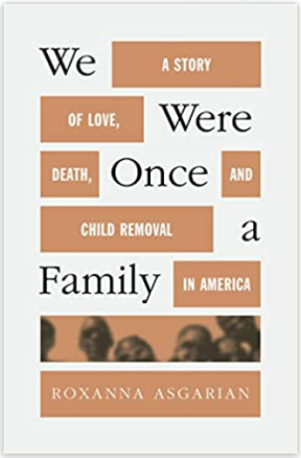 We A STORY
OF LOVE, Were
DEATH, Once AND
CHILD REMOVAL a
Family IN AMERICA
ROXANNA ASGARIAN